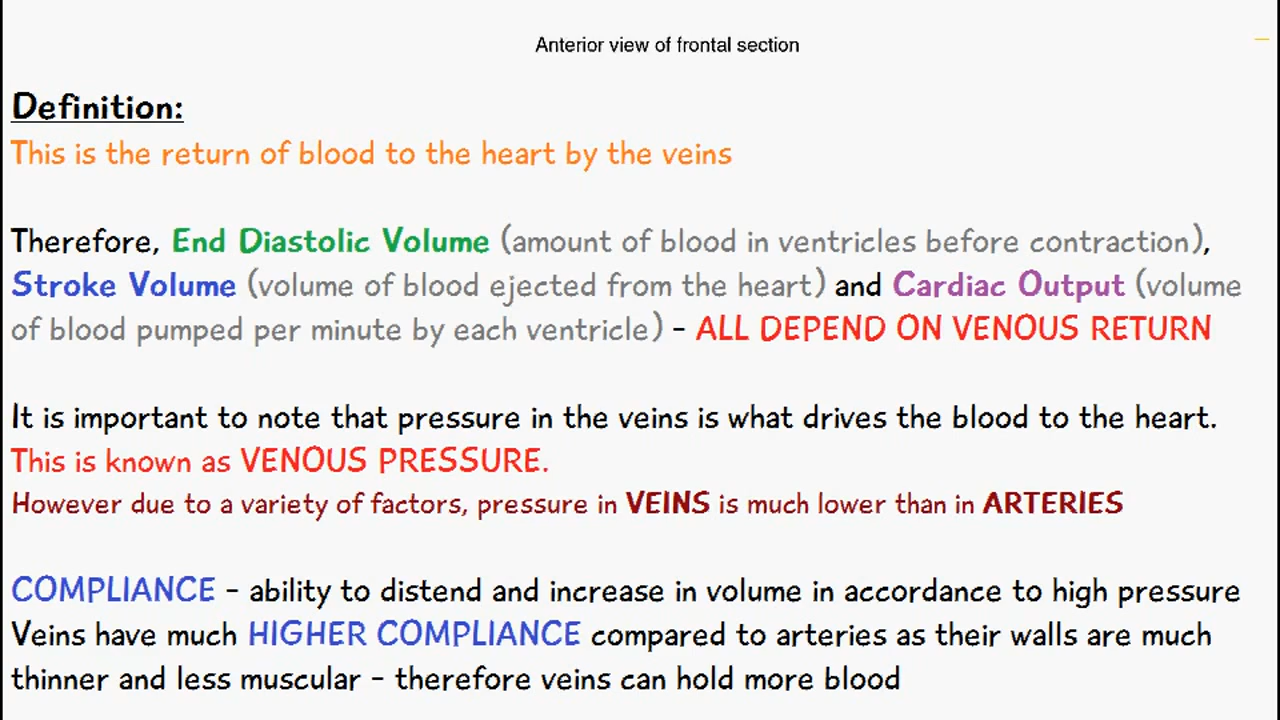 Anterior view of frontal section
Definition:
This is the return of blood to the heart by the veins
Therefore, End Diastolic Volume (amount of blood in ventricles before contraction),
Stroke Volume (volume of blood ejected from the heart) and Cardiac Output (volume
of blood pumped per minute by each ventricle) - ALL DEPEND ON VENOUS RETURN
It is important to note that pressure in the veins is what drives the blood to the heart.
This is known as VENOUS PRESSURE.
However due to a variety of factors, pressure in VEINS is much lower than in ARTERIES
COMPLIANCE - ability to distend and increase in volume in accordance to high pressure
Veins have much HIGHER COMPLIANCE compared to arteries as their walls are much
thinner and less muscular - therefore veins can hold more blood